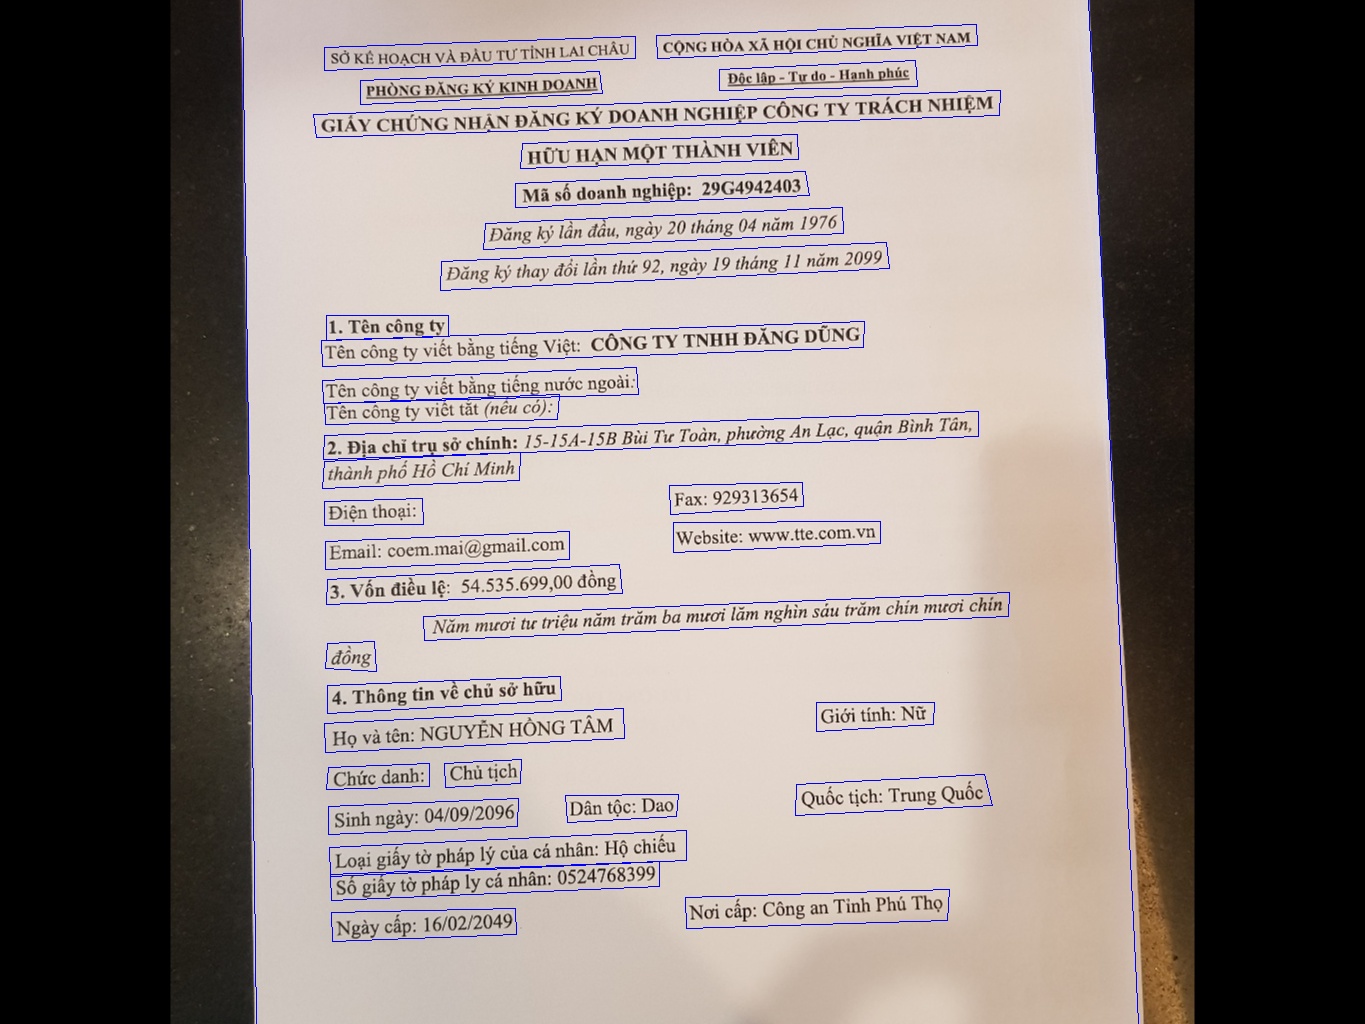 SỞ KẾ HOẠCH VÀ ĐẦU TƯ TỈNH LAI CHÂU
CỘNG HÒA XÃ HỘI CHỦ NGHĨA VIỆT NAM
PHÒNG ĐĂNG KÝ KINH DOANH
Độc lập - Tự do - Hạnh phúc
GIẤY CHỨNG NHẬN ĐĂNG KÝ DOANH NGHIỆP CÔNG TY TRÁCH NHIỆM
HỮU HẠN MỘT THÀNH VIÊN
Mã số doanh nghiệp: 29G4942403
Đăng ký lần đầu, ngày 20 tháng 04 năm 1976
Đăng ký thay đổi lần thứ 92, ngày 19 tháng 11 năm 2099
1. Tên công ty
Tên công ty viết bằng tiếng Việt: CÔNG TY TNHH ĐĂNG DŨNG
Tên công ty viết bằng tiếng nước ngoài:
Tên công ty viết tắt (nếu có):
2. Địa chỉ trụ sở chính: 15-15A-15B Bùi Tư Toàn, phường An Lạc, quận Bình Tân,
thành phố Hồ Chí Minh
Điện thoại:
Fax: 929313654
Email: coem.mai@gmail.com
Website: www.tte.com.vn
3. Vốn điều lệ: 54.535.699,00 đồng
Năm mươi tư triệu năm trăm ba mươi lăm nghìn sáu trăm chín mươi chín
đồng
4. Thông tin về chủ sở hữu
Họ và tên: NGUYỄN HỒNG TÂM
Giới tính: Nữ
Chức danh: Chủ tịch
Sinh ngày: 04/09/2096
Dân tộc: Dao
Quốc tịch: Trung Quốc
Loại giấy tờ pháp lý của cá nhân: Hộ chiếu
Số giấy tờ pháp ly cá nhân: 0524768399
Ngày cấp: 16/02/2049
Nơi cấp: Công an Tỉnh Phú Thọ